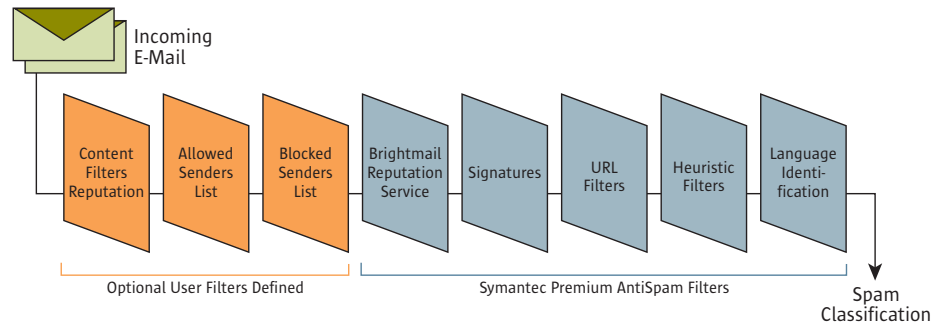 Incoming
E-Mail
Content
Filters
Reputation
Allowed
Senders
List
Blocked
Senders
List
Brightmail
Reputation
Service
Signatures
URL
Filters
Heuristic
Filters
Language
Identi-
fication
Optional User Filters Defined
Symantec Premium AntiSpam Filters
Spam
Classification